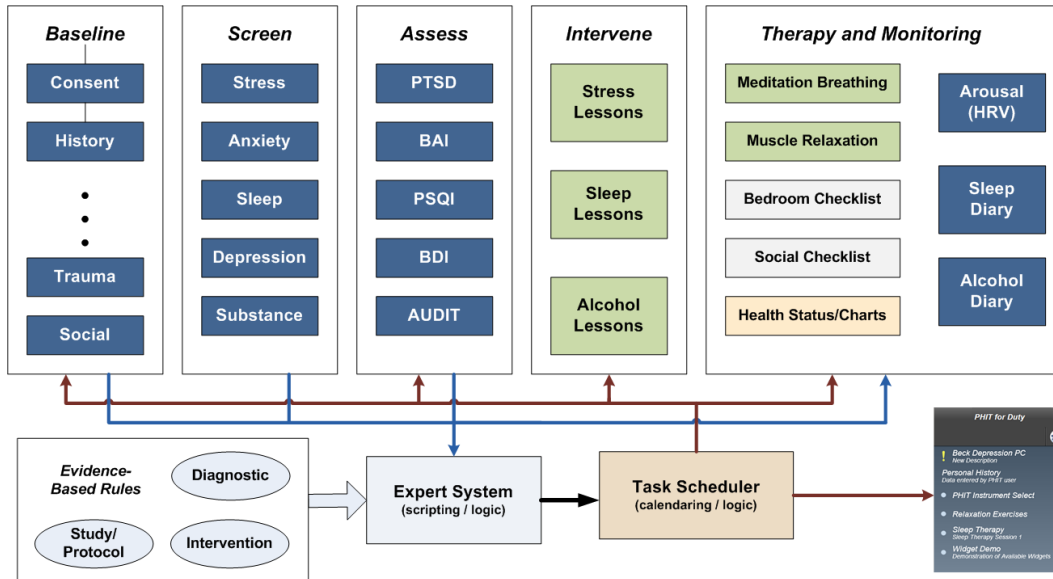 Baseline
Consent
History
Trauma
Social
Screen
Stress
Anxiety
Sleep
Depression
Substance
Assess
PTSD
BAI
PSQI
BDI
AUDIT
Intervene
Stress
Lessons
Sleep
Lessons
Alcohol
Lessons
Therapy and Monitoring
Meditation Breathing
Muscle Relaxation
Bedroom Checklist
Social Checklist
Health Status/Charts
Arousal
(HRV)
Sleep
Diary
Alcohol
Diary
Evidence-
Based Rules
Diagnostic
Study/
Protocol
Intervention
Expert System
(scripting / logic)
Task Scheduler
(calendaring / logic)
PHIT for Duty
! Beck Depression PC
New Description
Personal History
Data entered by PHIT user
PHIT Instrument Select
Relaxation Exercises
Sleep Therapy
Sleep Therapy Session 1
Widget Demo
Demonstration of Available Widgets